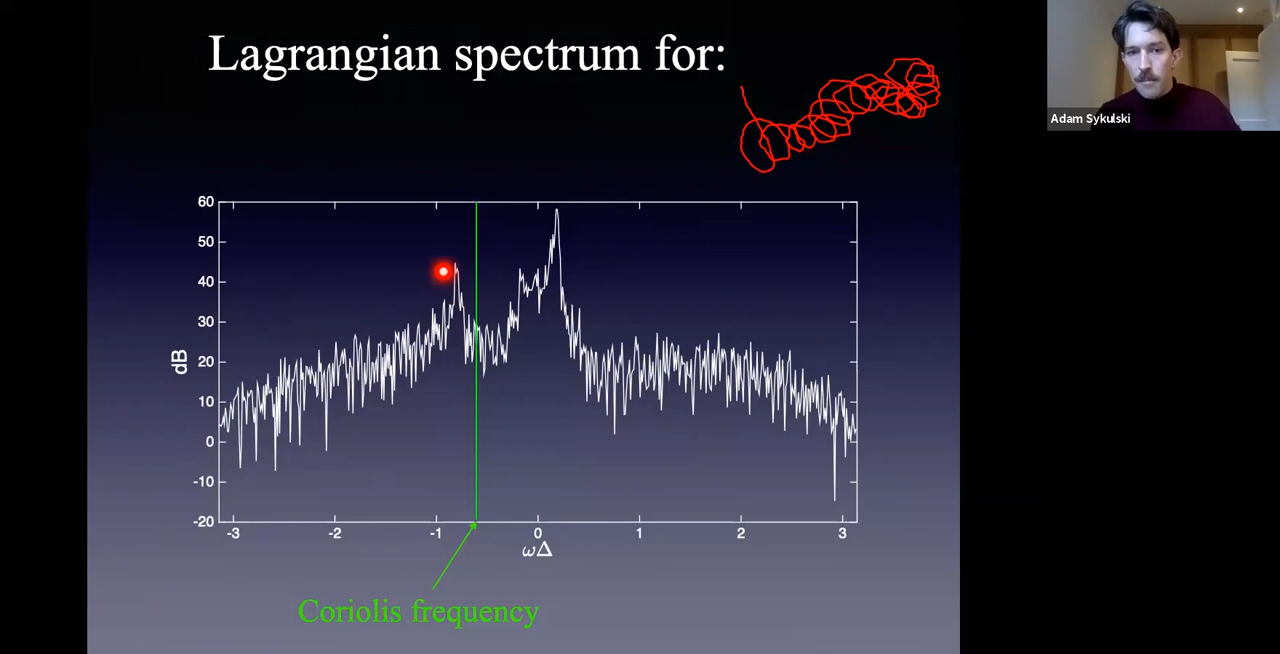 Lagrangian spectrum for:
Adam Sykulski
60
50
40
30
20
10
0
-10
-20
dB
-3 -2 -1 0 1 2 3
ωΔ
Coriolis frequency